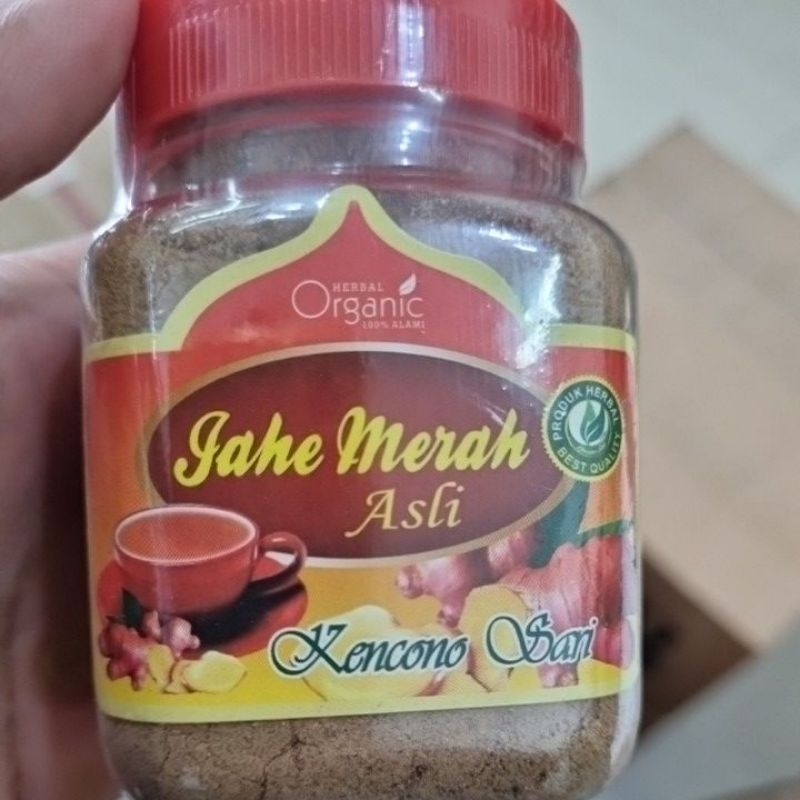 HERBAL
Organic
100% ALAMI
Jahe Merah
Asli
PRODUK HERBAL
BEST QUALITY
Kencono Sari